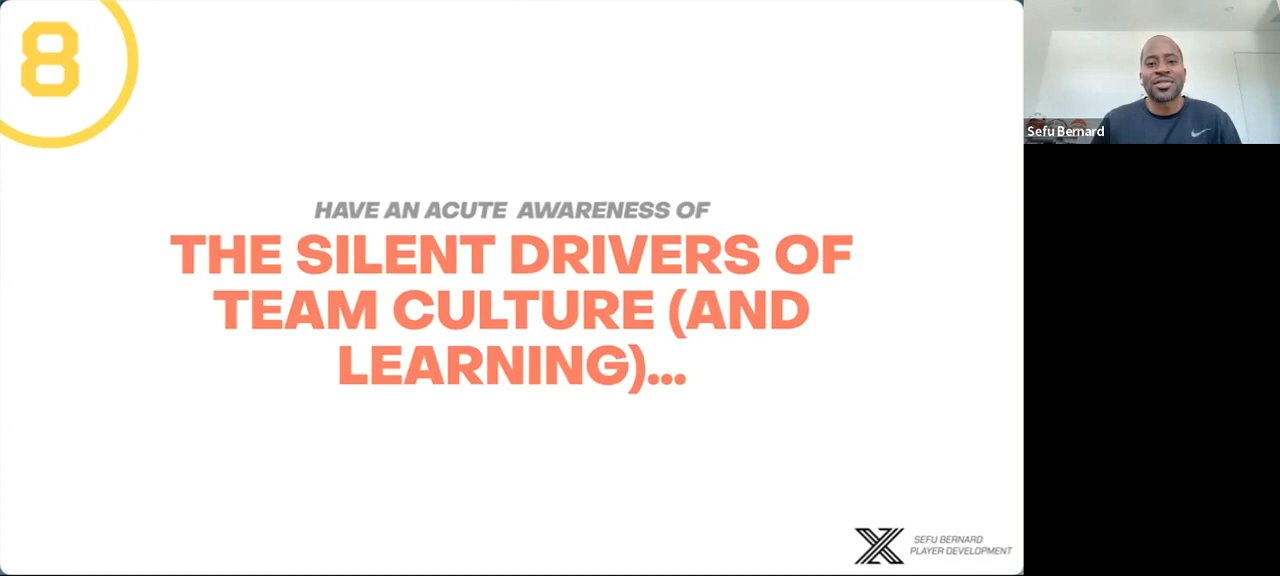 8
HAVE AN ACUTE AWARENESS OF
THE SILENT DRIVERS OF
TEAM CULTURE (AND
LEARNING)...
SEFU BERNARD
PLAYER DEVELOPMENT
Sefu Bernard